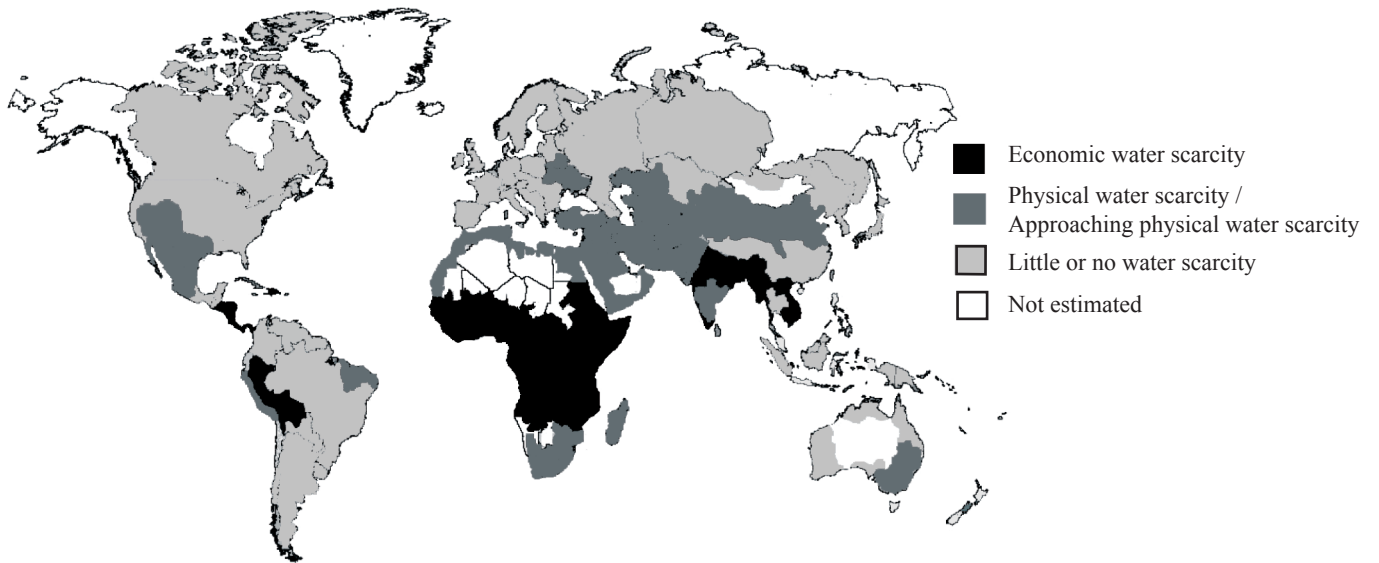 Economic water scarcity
Physical water scarcity /
Approaching physical water scarcity
Little or no water scarcity
Not estimated